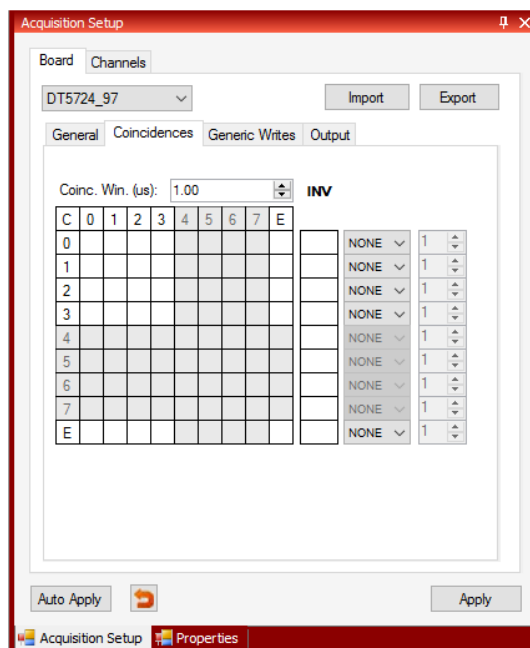 Acquisition Setup
Board Channels
DT5724_97 Import Export
General Coincidences Generic Writes Output
Coinc. Win. (us): 1.00 INV
C 0 1 2 3 4 5 6 7 E
0 NONE 1
1 NONE 1
2 NONE 1
3 NONE 1
4 NONE 1
5 NONE 1
6 NONE 1
7 NONE 1
E NONE 1
Auto Apply Apply
Acquisition Setup Properties